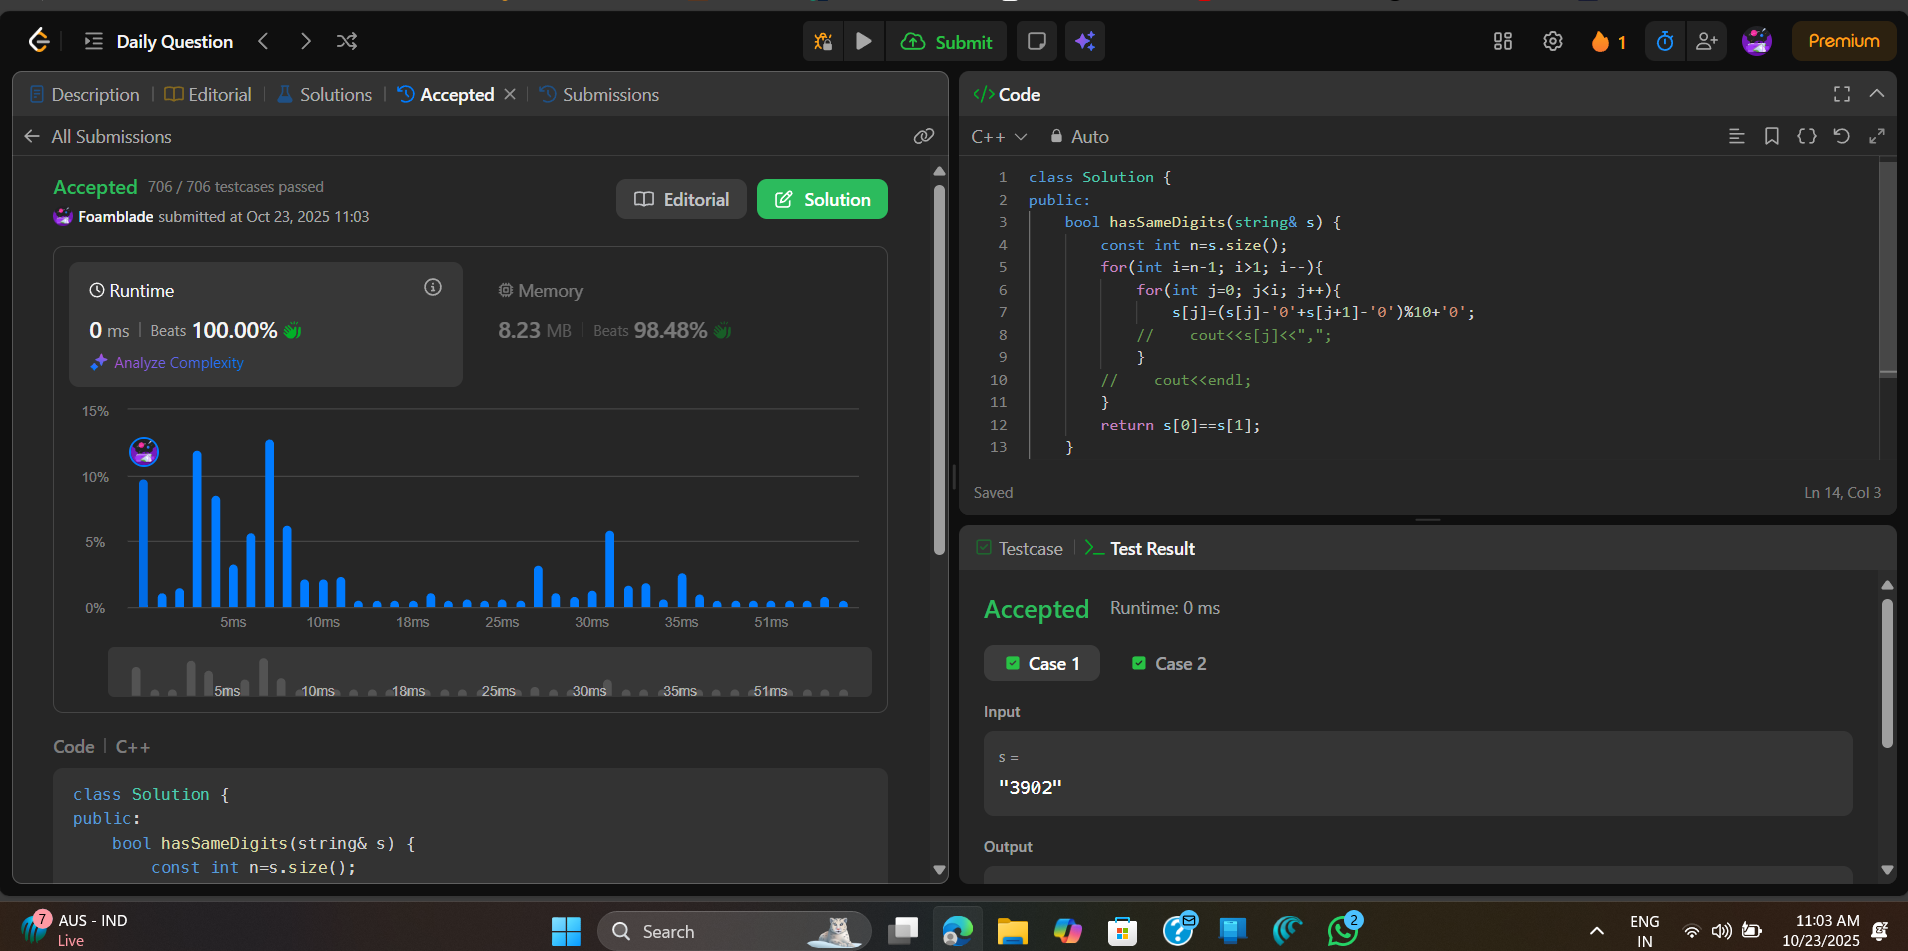 Daily Question
Submit
1
Premium
Description
Editorial
Solutions
Accepted
Submissions
All Submissions
Accepted 706 / 706 testcases passed
Foamblade submitted at Oct 23, 2025 11:03
Editorial
Solution
Runtime
0 ms | Beats 100.00%
Analyze Complexity
Memory
8.23 MB | Beats 98.48%
15%
10%
5%
0%
5ms 10ms 18ms 25ms 30ms 35ms 51ms
5ms 10ms 18ms 25ms 30ms 35ms 51ms
Code | C++
class Solution {
public:
    bool hasSameDigits(string& s) {
        const int n=s.size();
</> Code
C++ Auto
1 class Solution {
2 public:
3     bool hasSameDigits(string& s) {
4         const int n=s.size();
5         for(int i=n-1; i>1; i--){
6             for(int j=0; j<i; j++){
7                 s[j]=(s[j]-'0'+s[j+1]-'0')%10+'0';
8             //    cout<<s[j]<<",";
9             }
10         //    cout<<endl;
11         }
12         return s[0]==s[1];
13     }
Saved
Ln 14, Col 3
Testcase
Test Result
Accepted Runtime: 0 ms
Case 1
Case 2
Input
s =
"3902"
Output
7
AUS - IND
Live
Search
2
ENG
IN
11:03 AM
10/23/2025